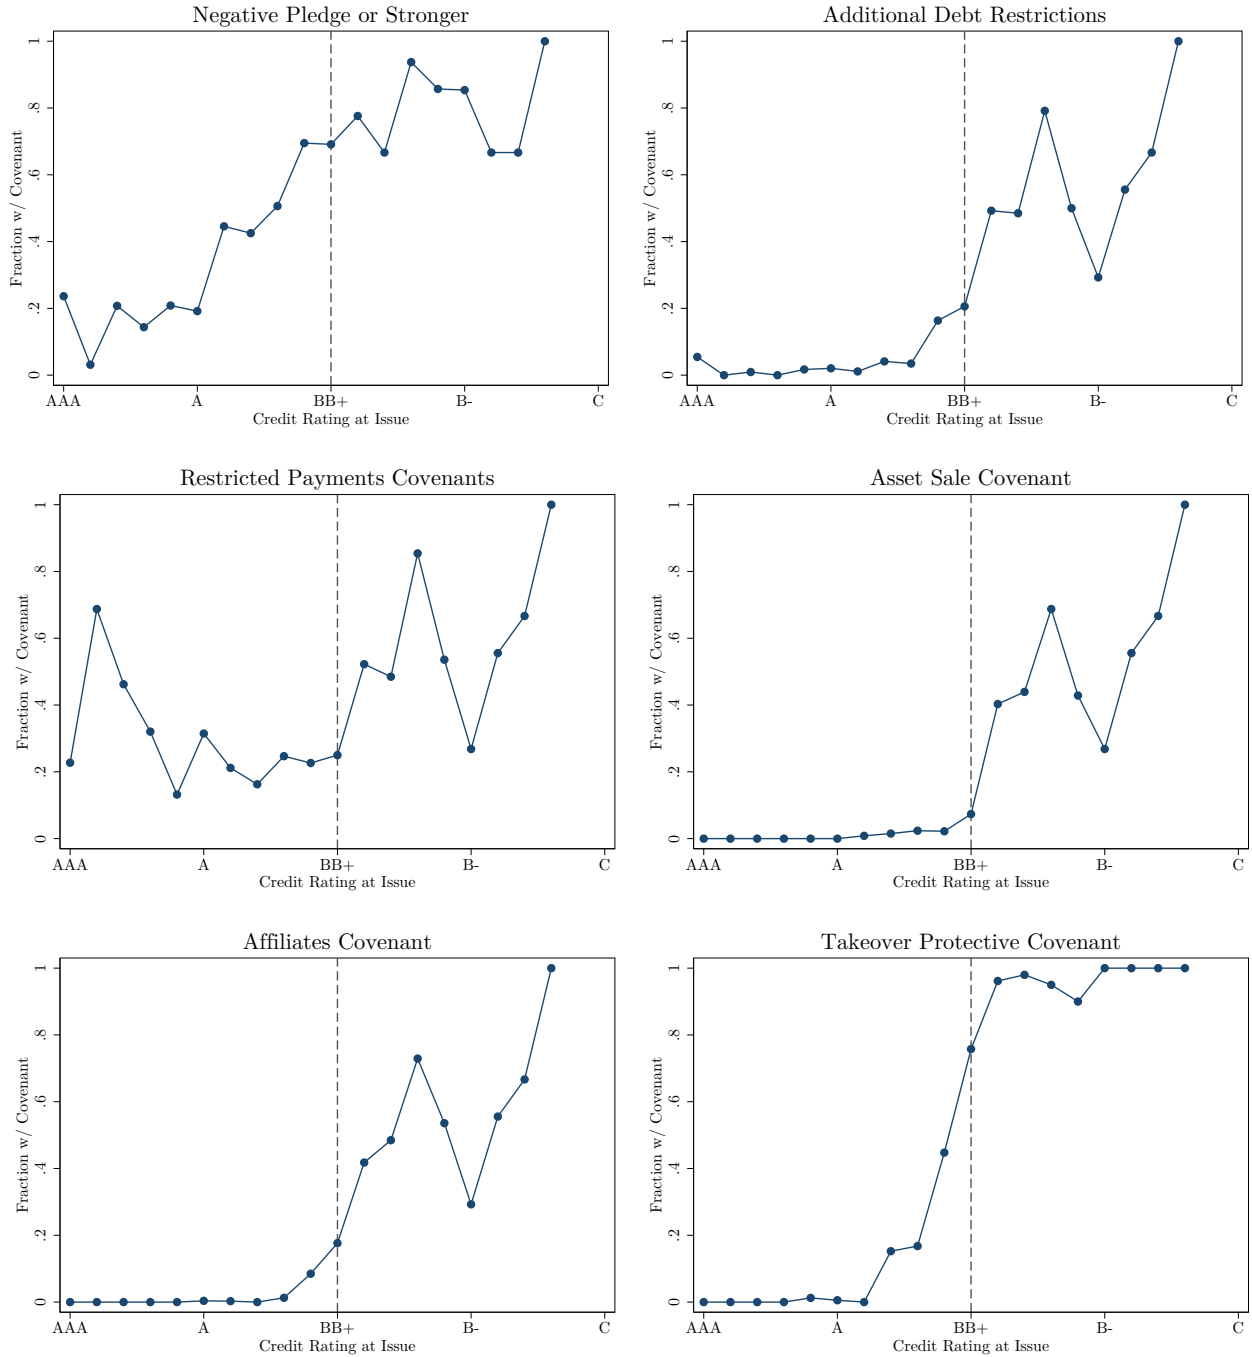 Negative Pledge or Stronger
Fraction w/ Covenant
1
.8
.6
.4
.2
0
AAA A BB+ B- C
Credit Rating at Issue
Additional Debt Restrictions
Fraction w/ Covenant
1
.8
.6
.4
.2
0
AAA A BB+ B- C
Credit Rating at Issue
Restricted Payments Covenants
Fraction w/ Covenant
1
.8
.6
.4
.2
0
AAA A BB+ B- C
Credit Rating at Issue
Asset Sale Covenant
Fraction w/ Covenant
1
.8
.6
.4
.2
0
AAA A BB+ B- C
Credit Rating at Issue
Affiliates Covenant
Fraction w/ Covenant
1
.8
.6
.4
.2
0
AAA A BB+ B- C
Credit Rating at Issue
Takeover Protective Covenant
Fraction w/ Covenant
1
.8
.6
.4
.2
0
AAA A BB+ B- C
Credit Rating at Issue